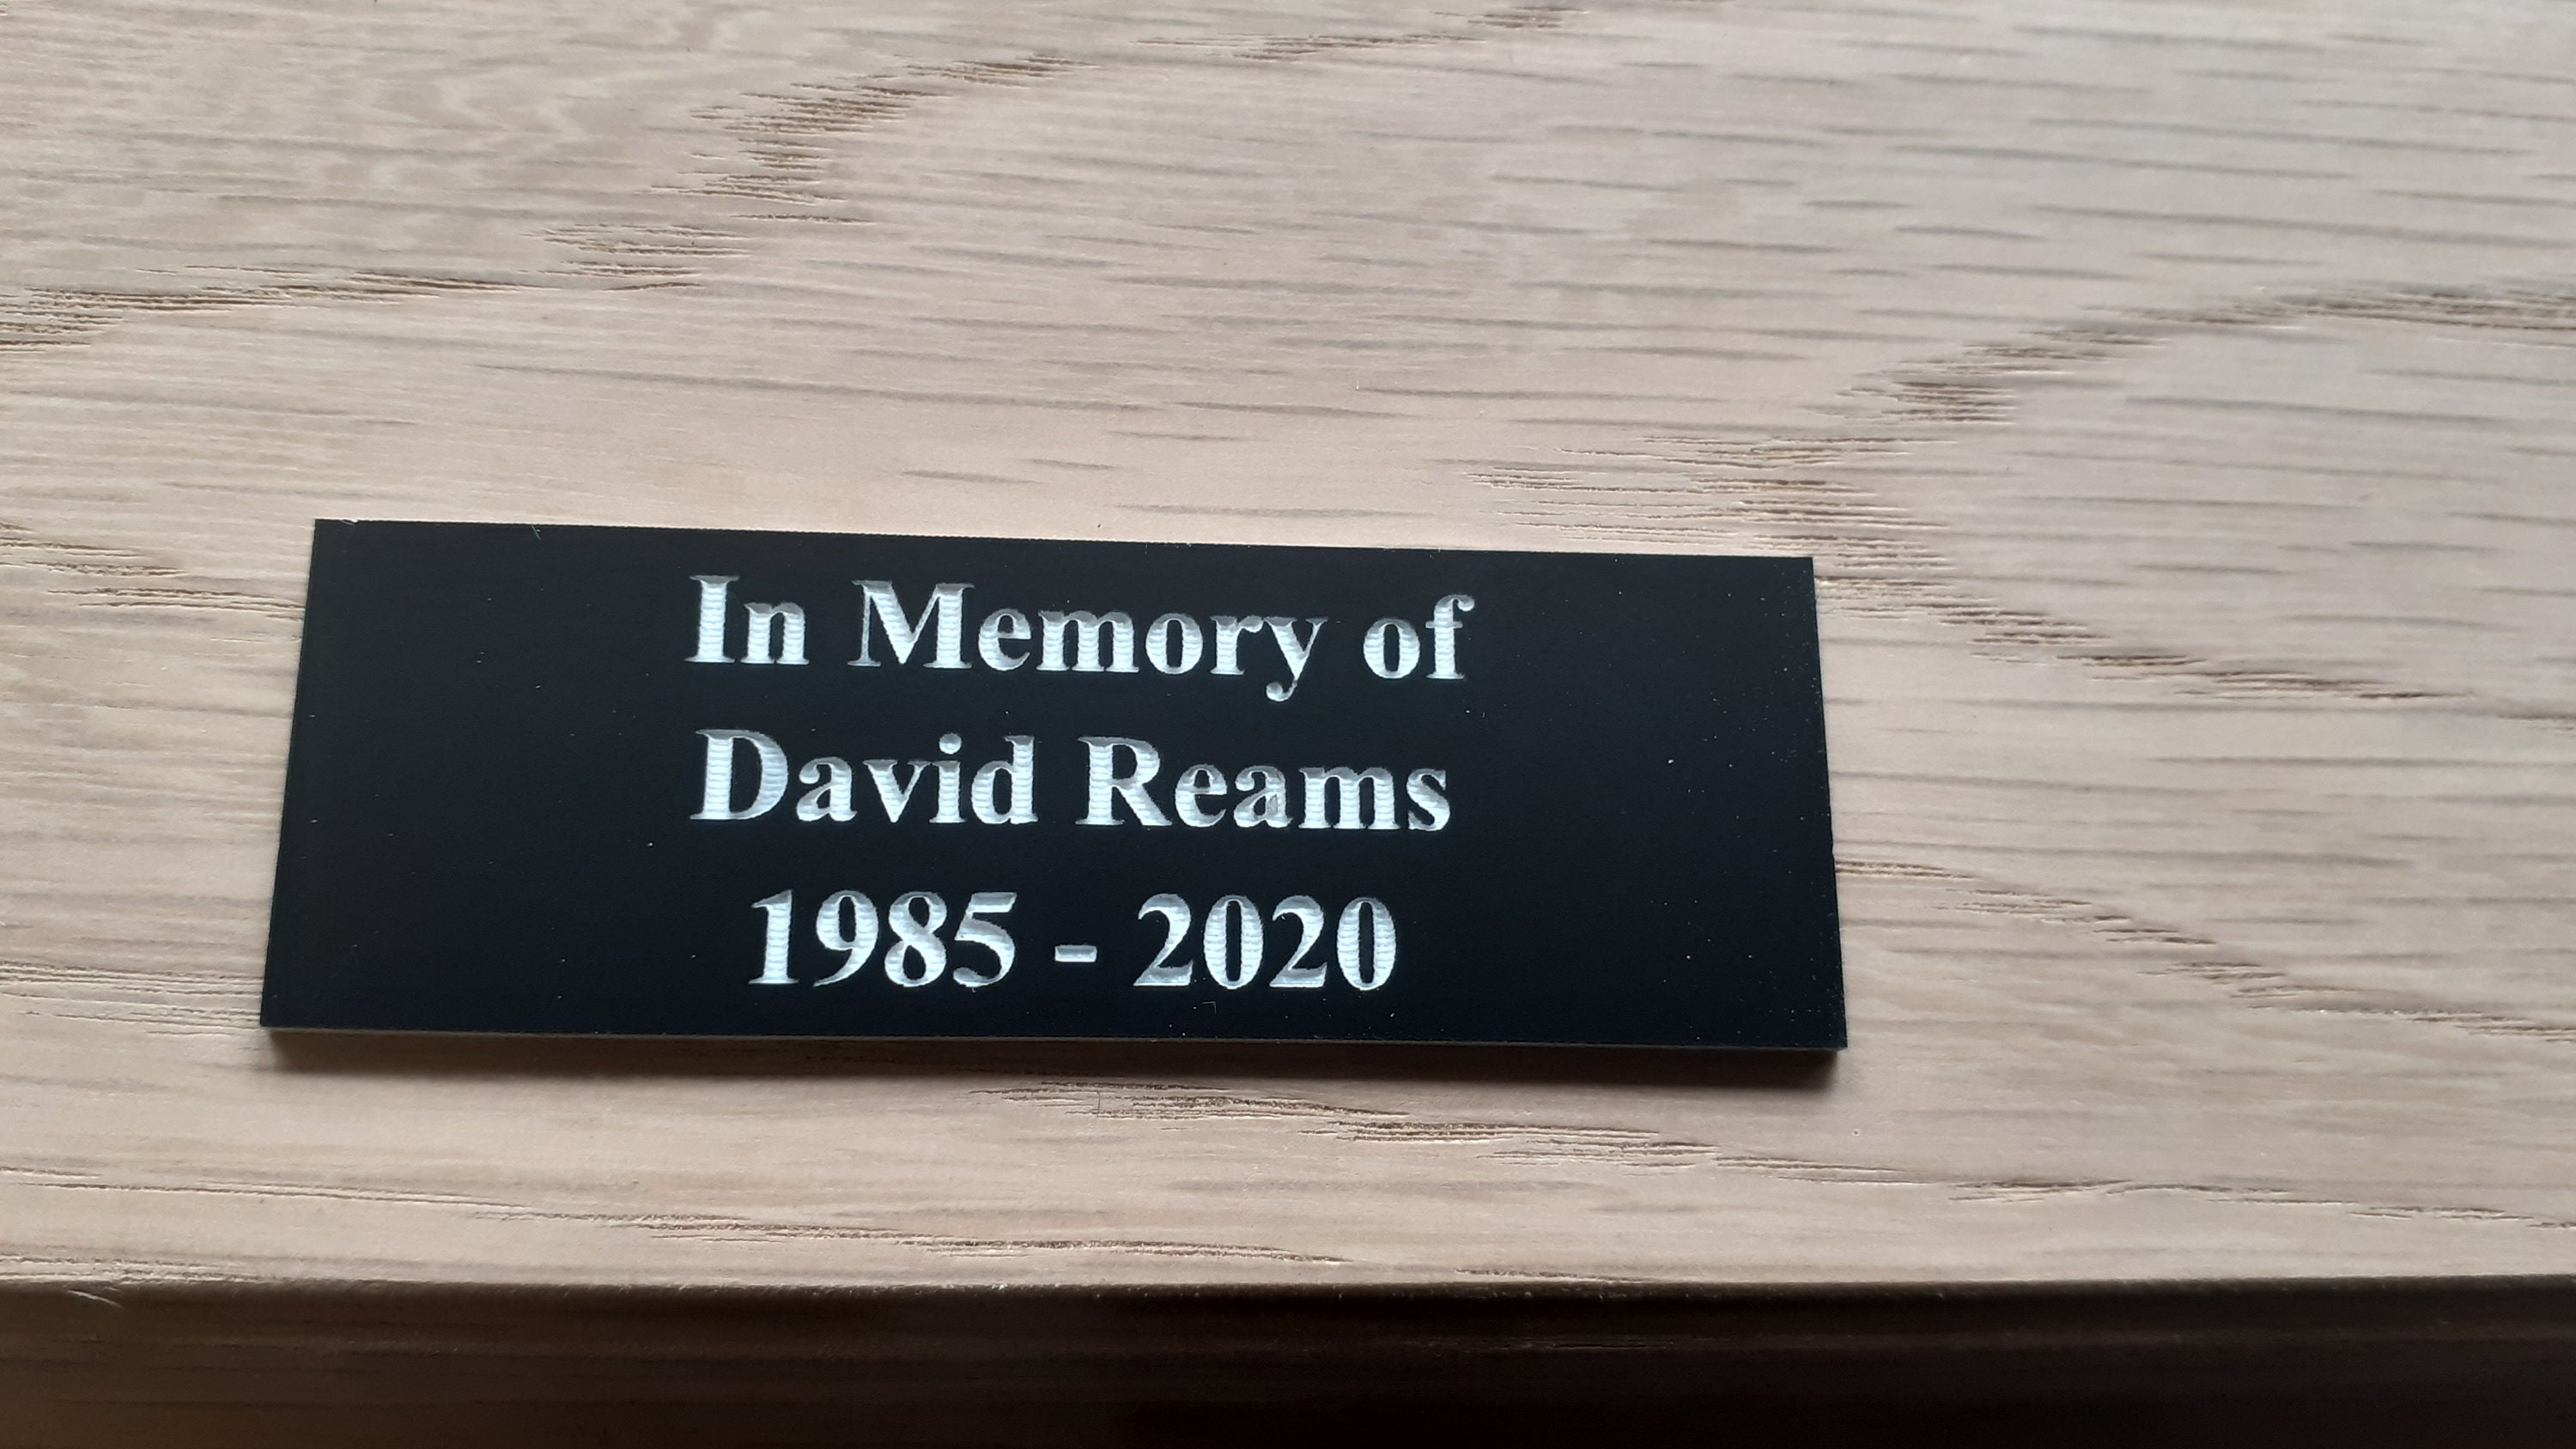 In Memory of
David Reams
1985 - 2020